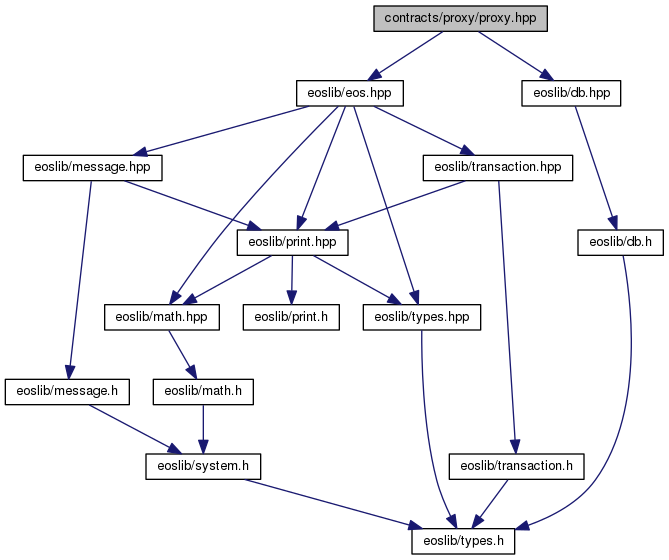 contracts/proxy/proxy.hpp
eoslib/eos.hpp
eoslib/db.hpp
eoslib/message.hpp
eoslib/transaction.hpp
eoslib/print.hpp
eoslib/db.h
eoslib/math.hpp
eoslib/print.h
eoslib/types.hpp
eoslib/message.h
eoslib/math.h
eoslib/system.h
eoslib/transaction.h
eoslib/types.h